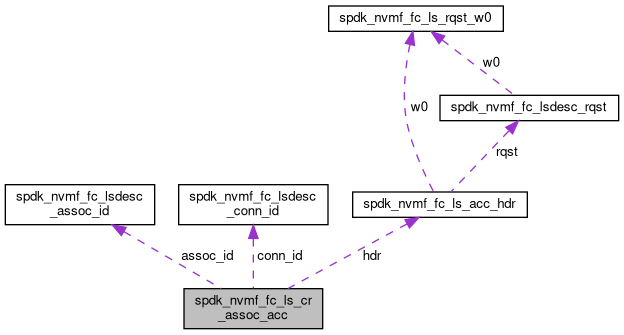 spdk_nvmf_fc_ls_rqst_w0
w0
w0
spdk_nvmf_fc_lsdesc_rqst
rqst
spdk_nvmf_fc_lsdesc
_assoc_id
spdk_nvmf_fc_lsdesc
_conn_id
spdk_nvmf_fc_ls_acc_hdr
assoc_id
conn_id
hdr
spdk_nvmf_fc_ls_cr
_assoc_acc